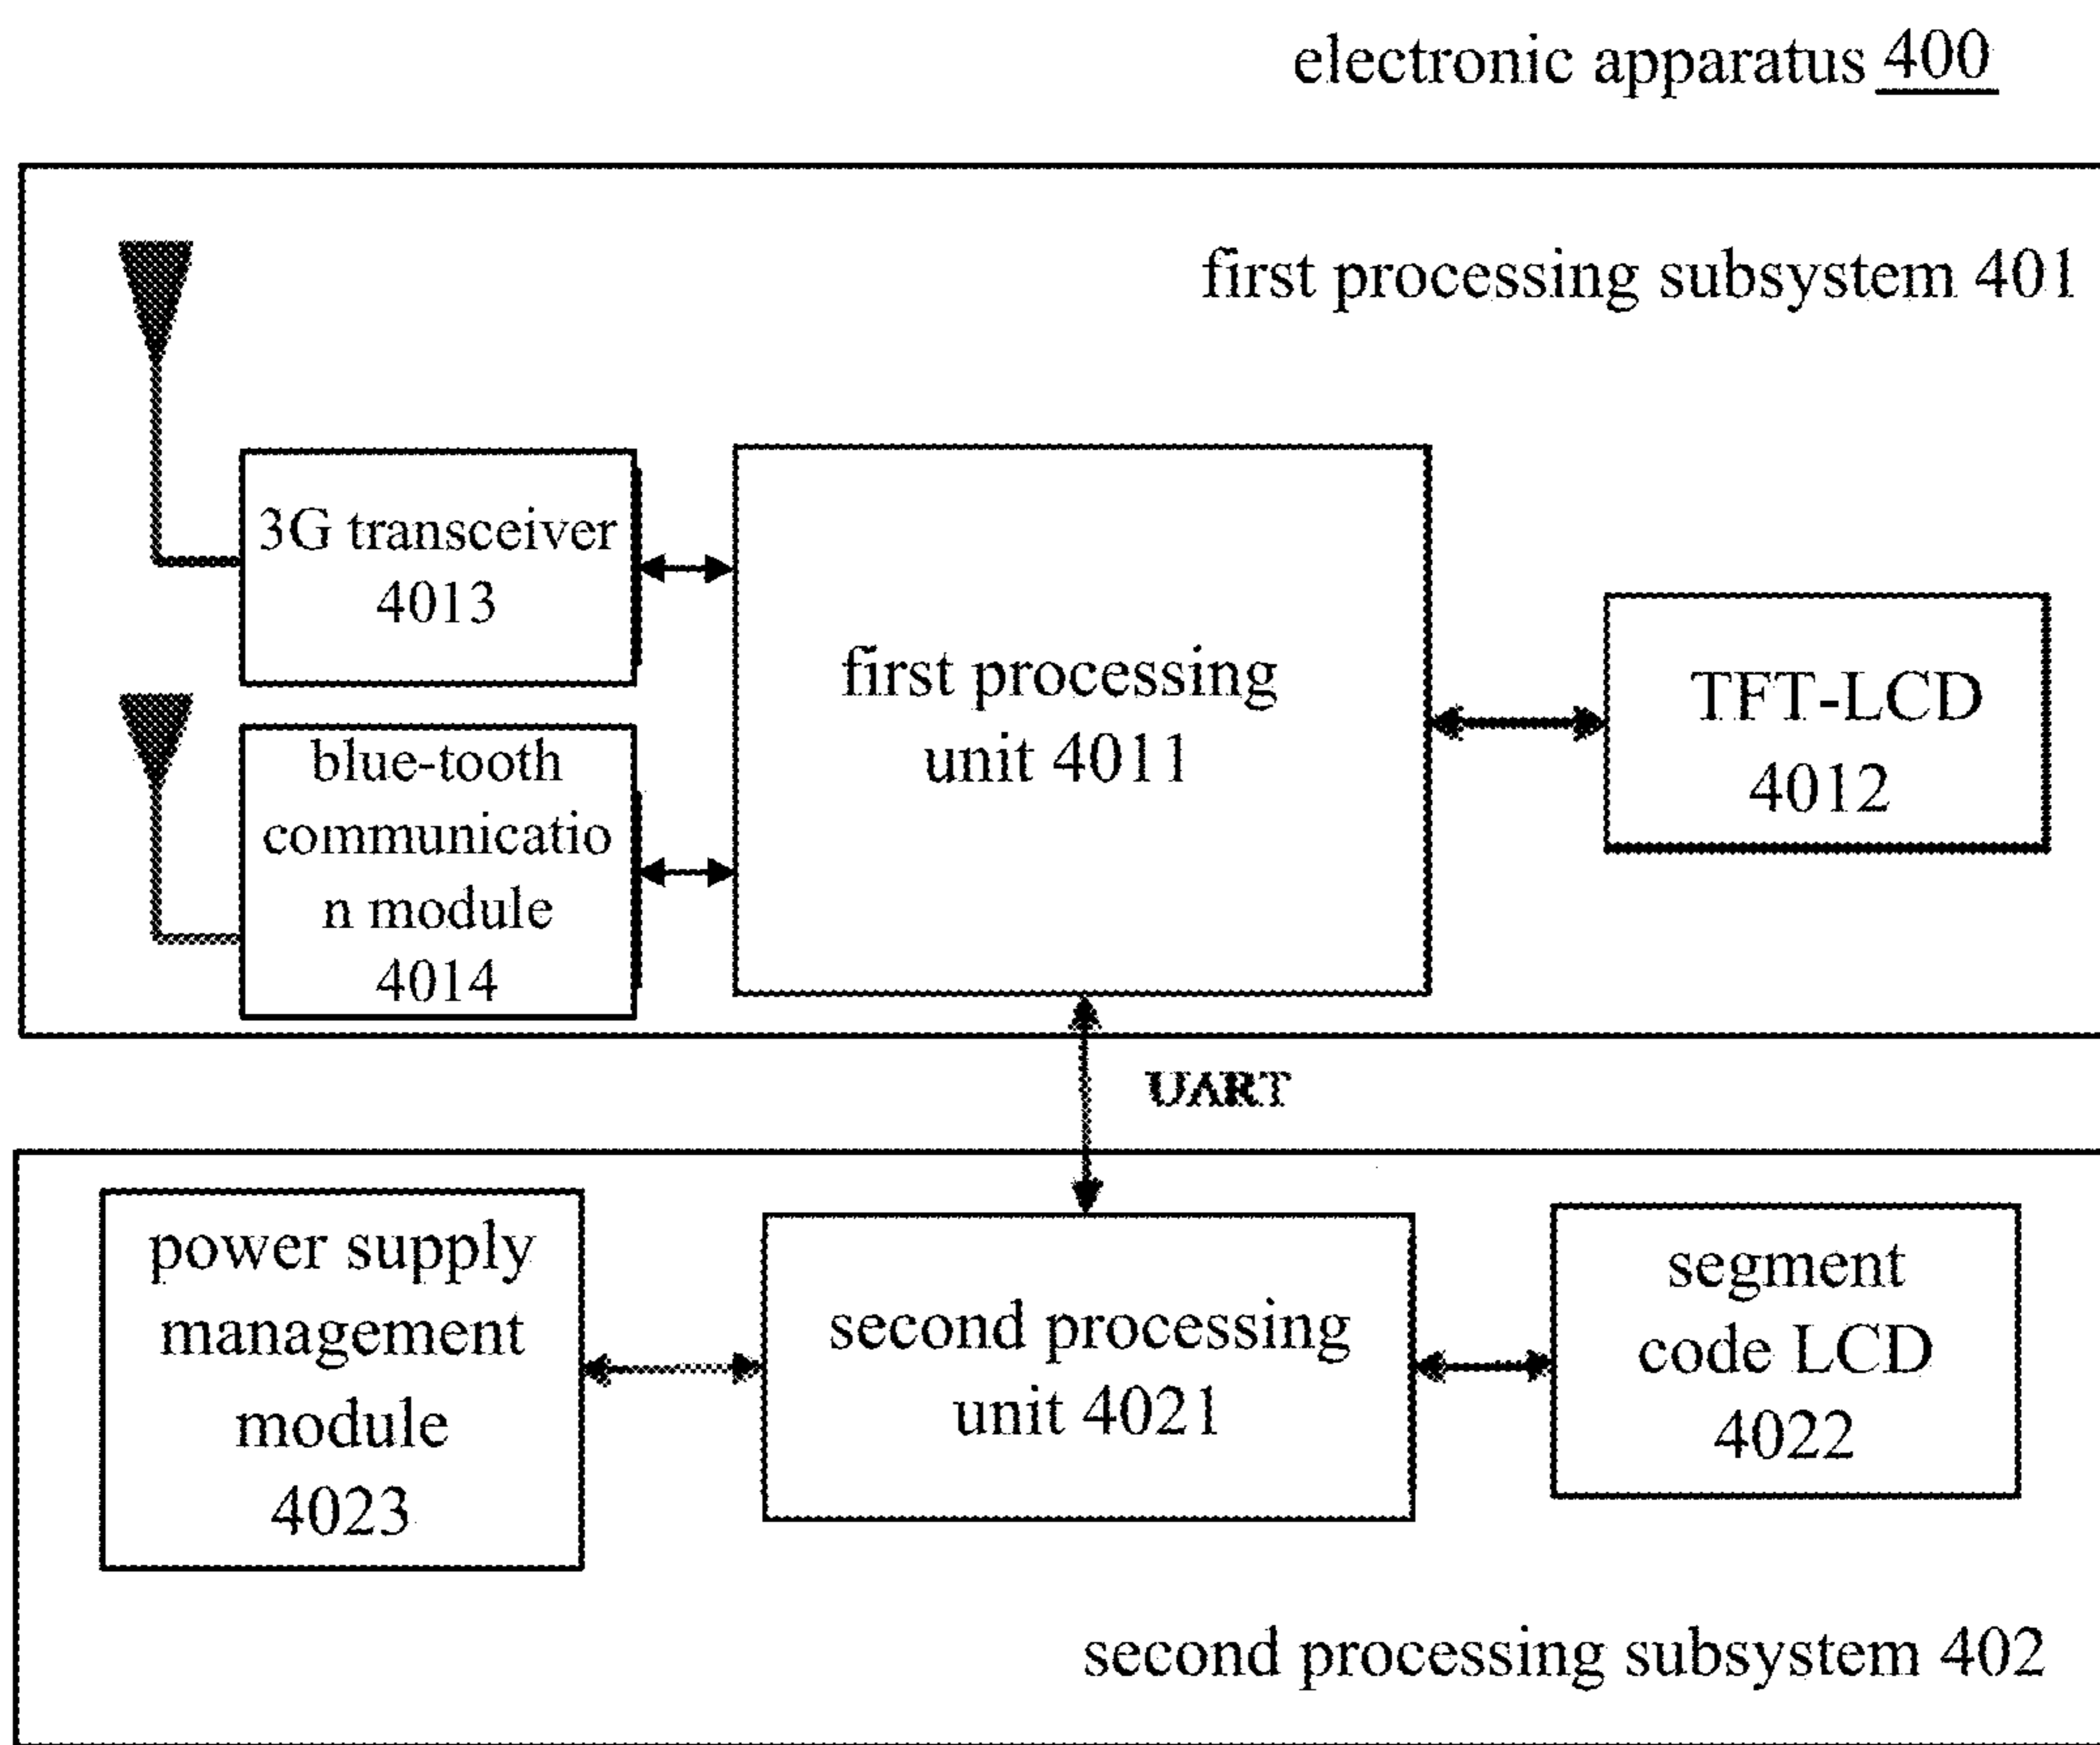 electronic apparatus 400
first processing subsystem 401
3G transceiver
4013
blue-tooth
communicatio
n module
4014
first processing
unit 4011
TFT-LCD
4012
UART
power supply
management
module
4023
second processing
unit 4021
segment
code LCD
4022
second processing subsystem 402